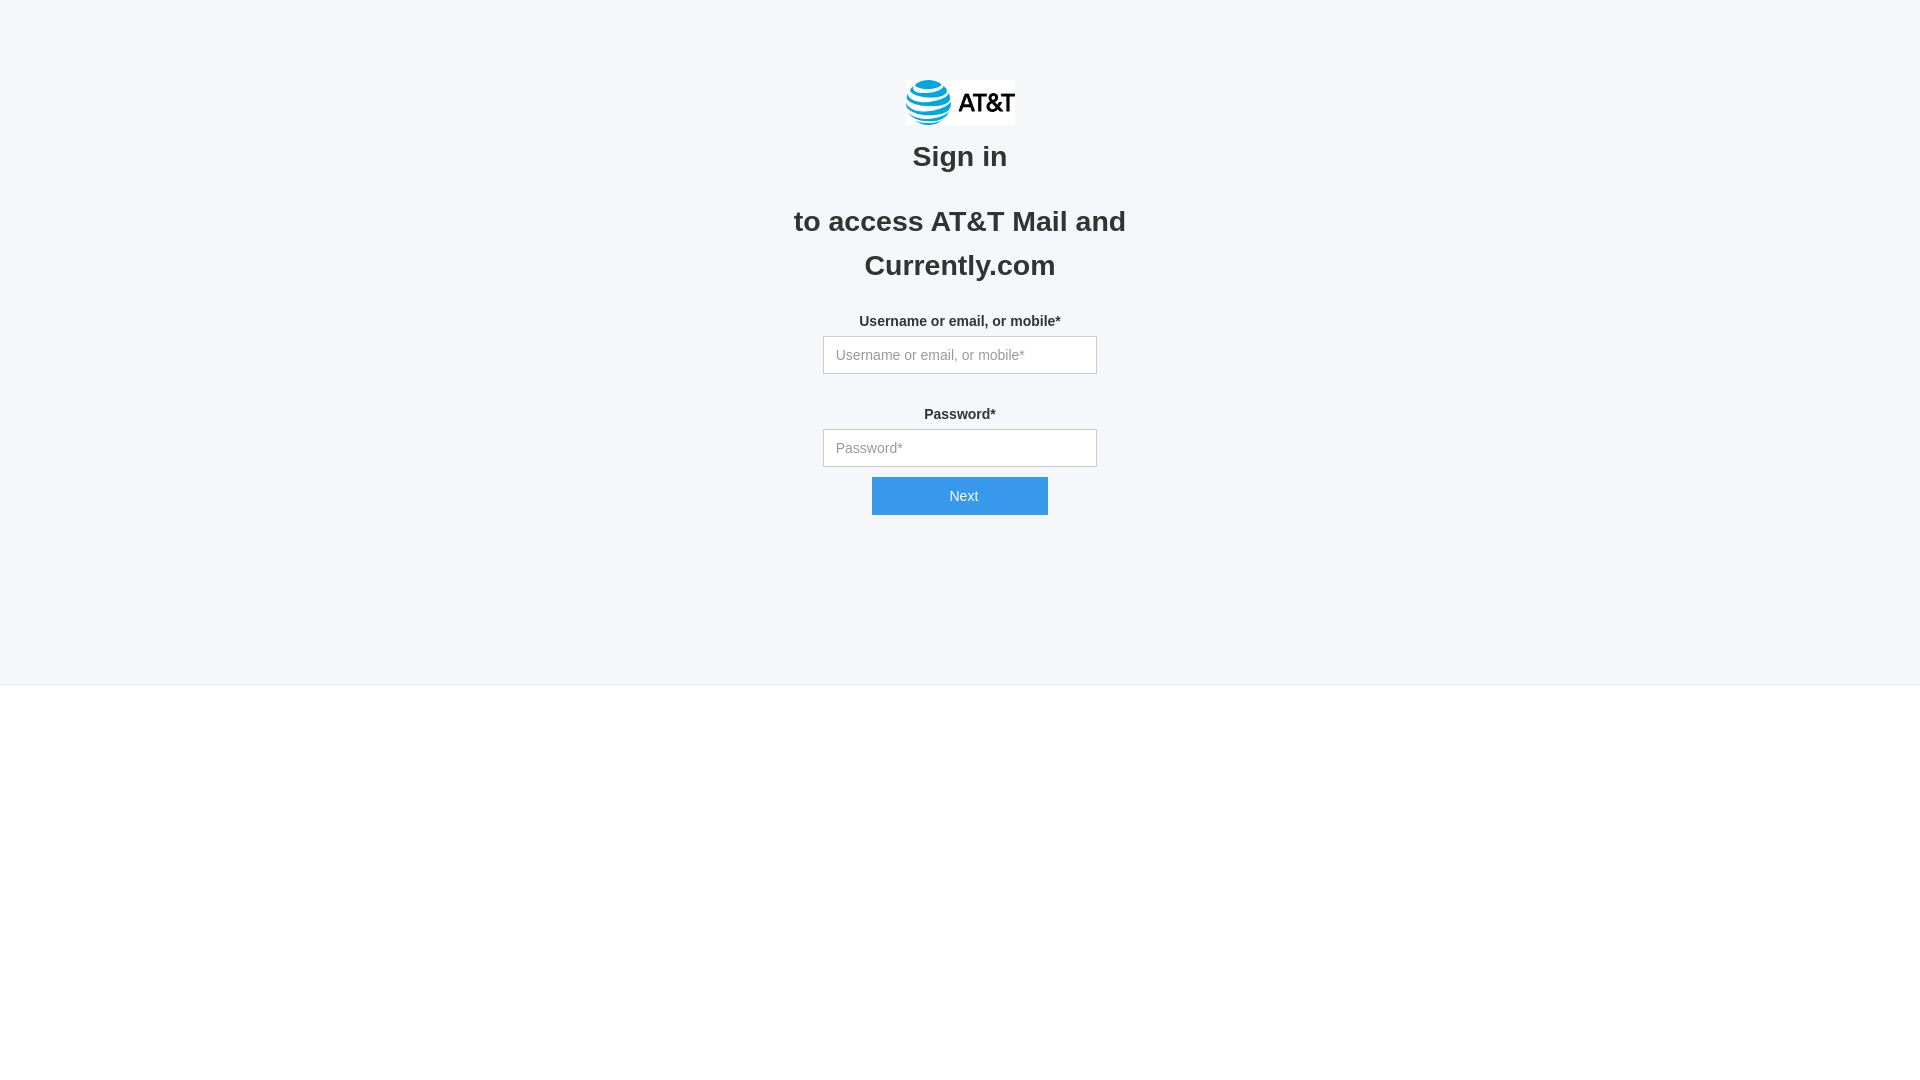 AT&T
Sign in
to access AT&T Mail and
Currently.com
Username or email, or mobile*
Username or email, or mobile*
Password*
Password*
Next